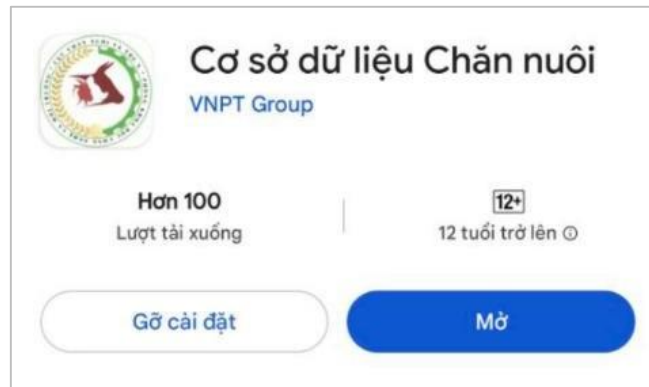 Cơ sở dữ liệu Chăn nuôi
VNPT Group
Hơn 100
Lượt tải xuống
12+
12 tuổi trở lên
Gỡ cài đặt
Mở